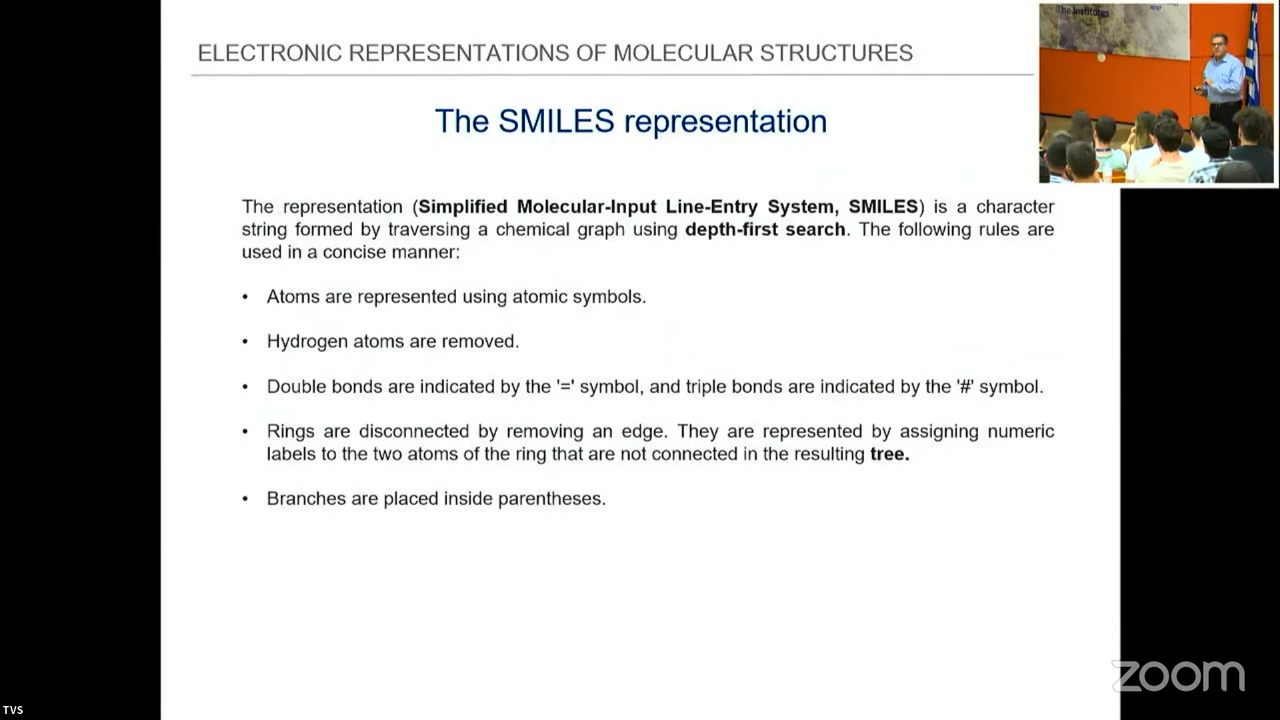 ELECTRONIC REPRESENTATIONS OF MOLECULAR STRUCTURES
The Institutes
The SMILES representation
The representation (Simplified Molecular-Input Line-Entry System, SMILES) is a character
string formed by traversing a chemical graph using depth-first search. The following rules are
used in a concise manner:
• Atoms are represented using atomic symbols.
• Hydrogen atoms are removed.
• Double bonds are indicated by the '=' symbol, and triple bonds are indicated by the '#' symbol.
• Rings are disconnected by removing an edge. They are represented by assigning numeric
labels to the two atoms of the ring that are not connected in the resulting tree.
• Branches are placed inside parentheses.
zoom
TVS